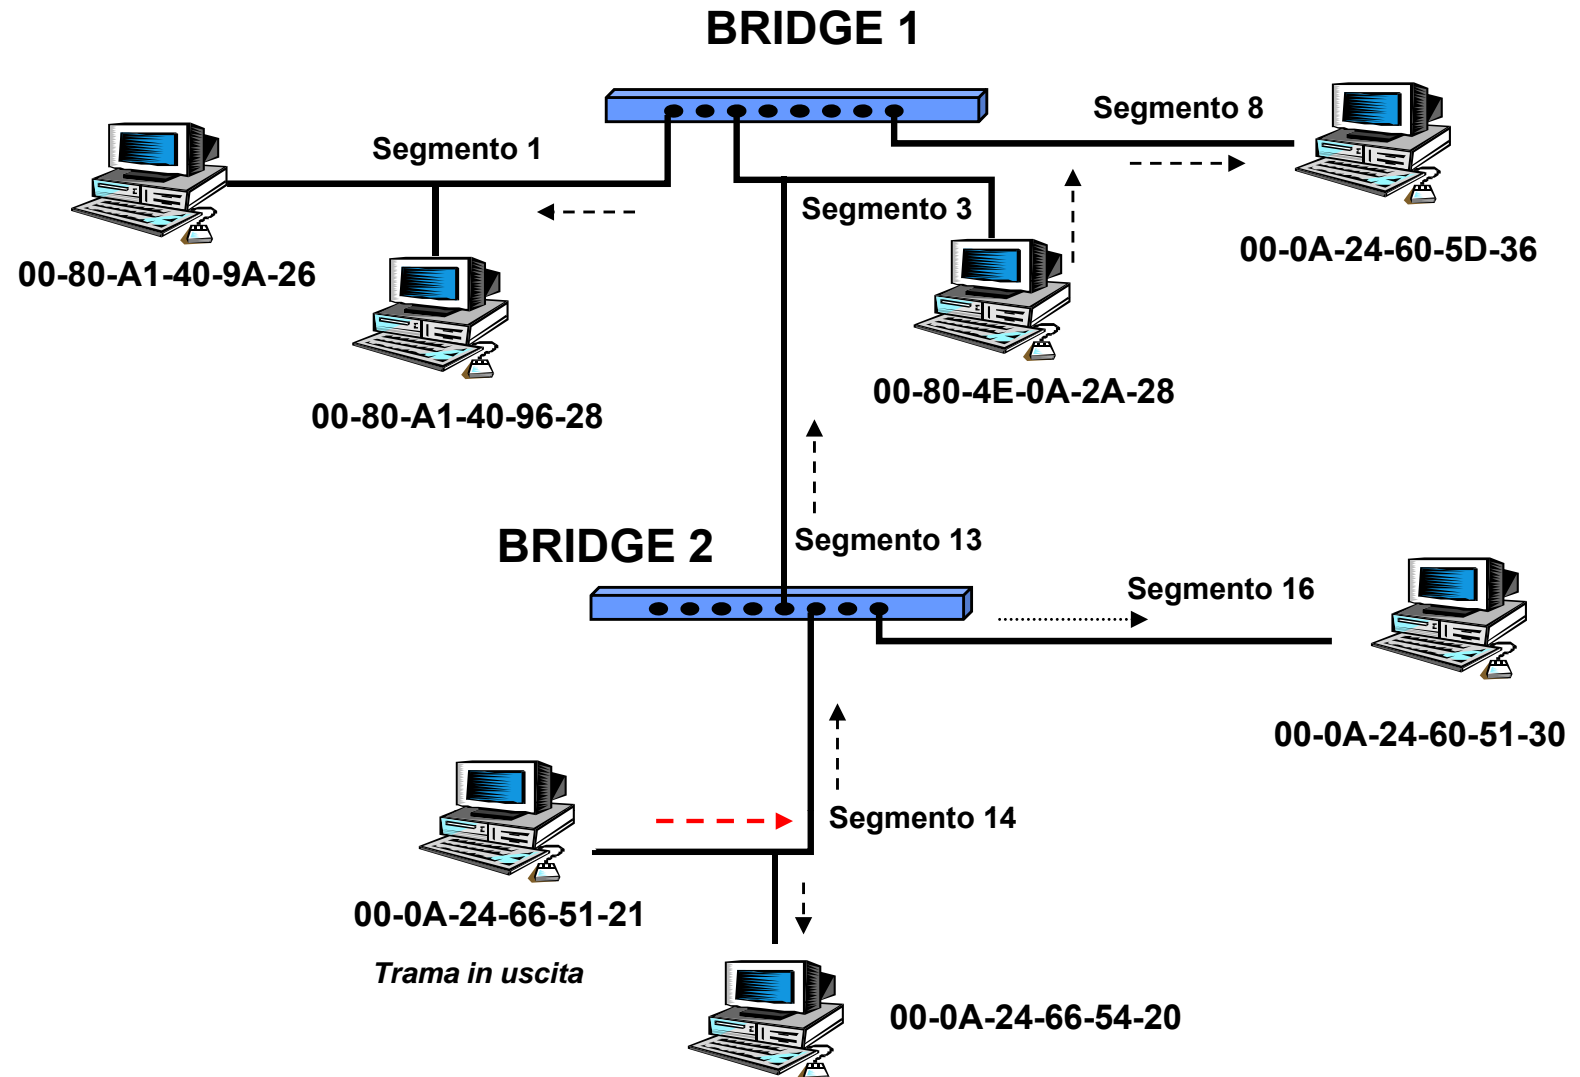 BRIDGE 1
Segmento 8
Segmento 1
Segmento 3
00-0A-24-60-5D-36
00-80-A1-40-9A-26
00-80-4E-0A-2A-28
00-80-A1-40-96-28
BRIDGE 2
Segmento 13
Segmento 16
00-0A-24-60-51-30
Segmento 14
00-0A-24-66-51-21
Trama in uscita
00-0A-24-66-54-20